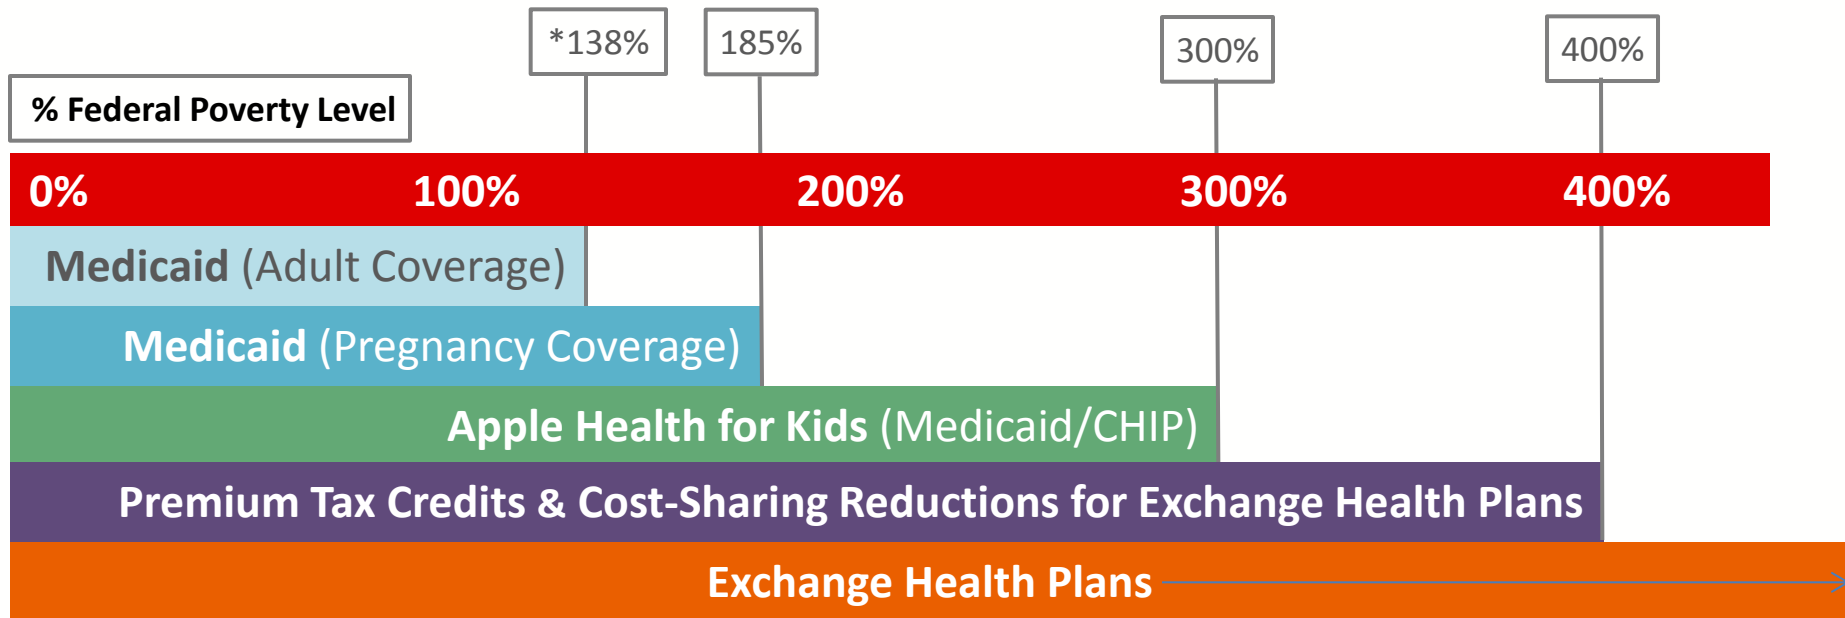 *138%
185%
300%
400%
% Federal Poverty Level
0% 100% 200% 300% 400%
Medicaid (Adult Coverage)
Medicaid (Pregnancy Coverage)
Apple Health for Kids (Medicaid/CHIP)
Premium Tax Credits & Cost-Sharing Reductions for Exchange Health Plans
Exchange Health Plans